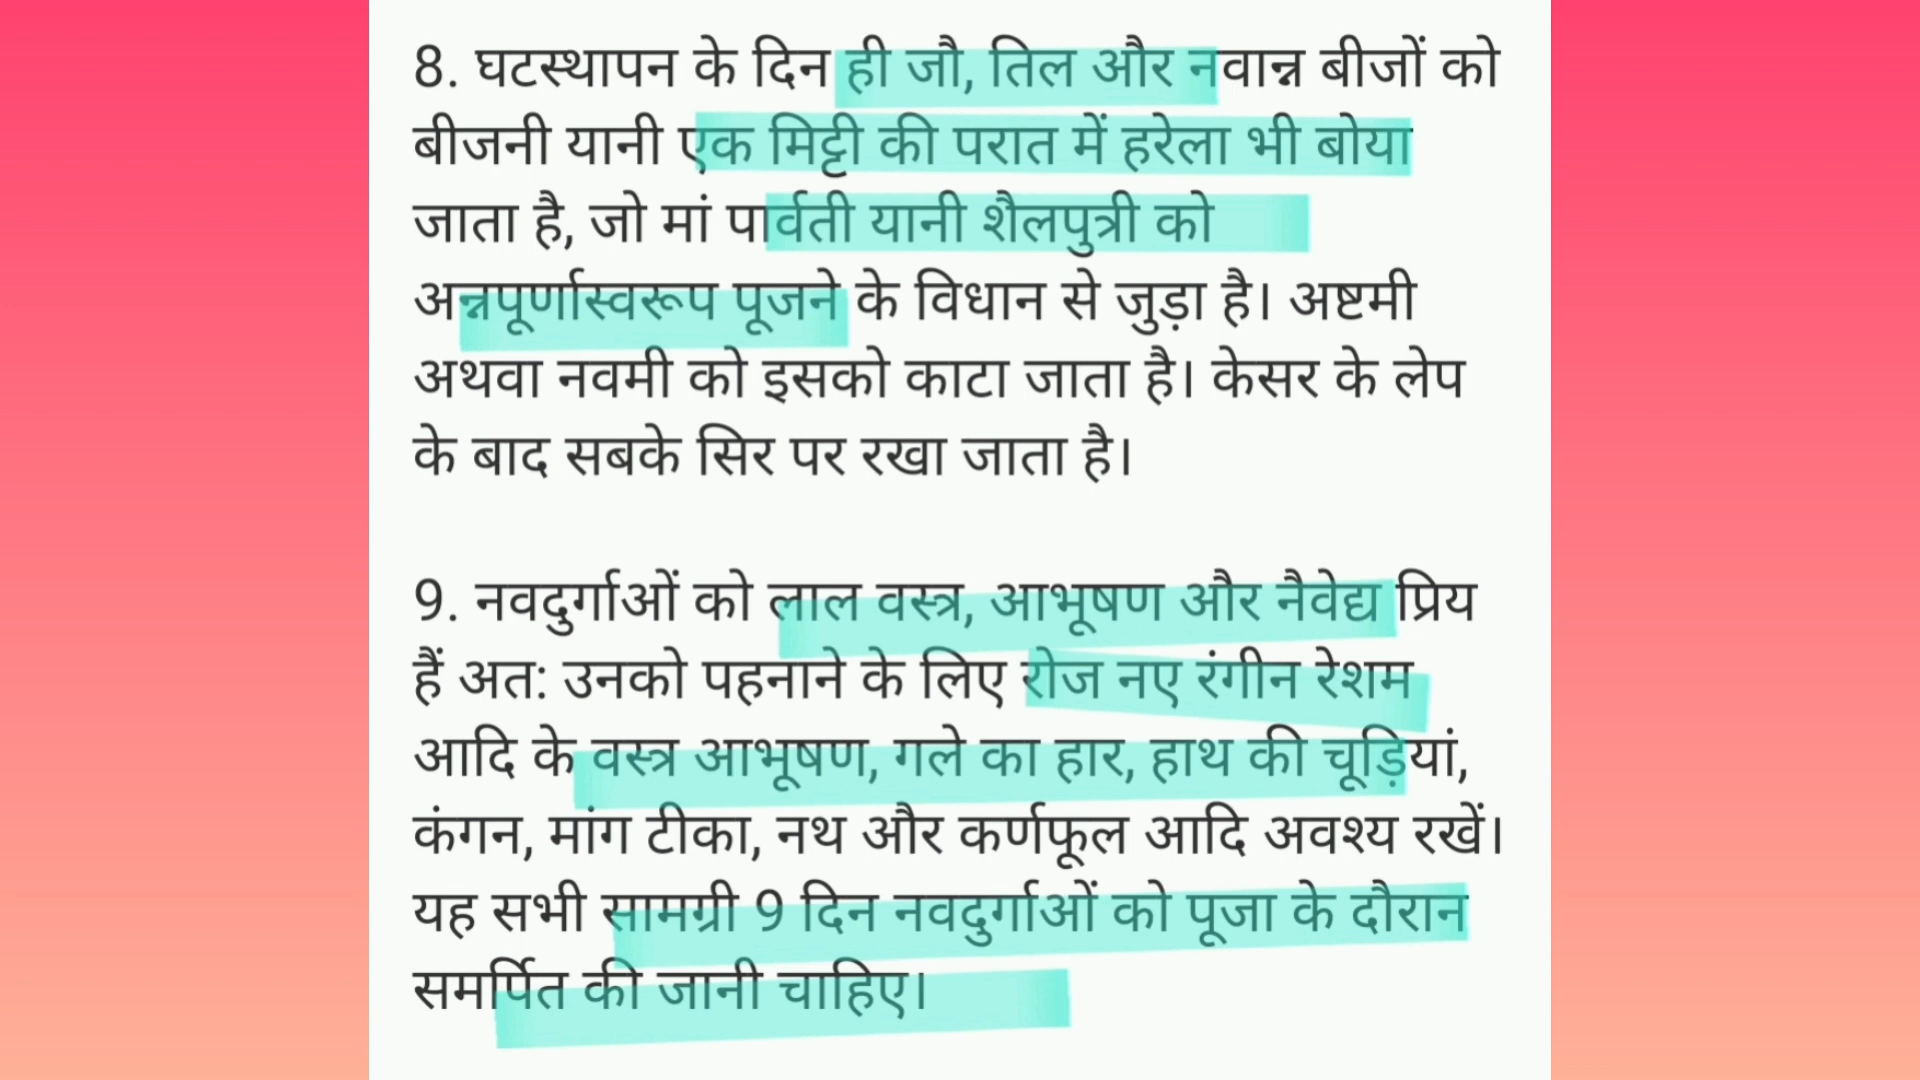 8. घटस्थापन के दिन ही जौ, तिल और नवान्न बीजों को
बीजनी यानी एक मिट्टी की परात में हरेला भी बोया
जाता है, जो मां पार्वती यानी शैलपुत्री को
अन्नपूर्णास्वरूप पूजने के विधान से जुड़ा है। अष्टमी
अथवा नवमी को इसको काटा जाता है। केसर के लेप
के बाद सबके सिर पर रखा जाता है।
9. नवदुर्गाओं को लाल वस्त्र, आभूषण और नैवेद्य प्रिय
हैं अत: उनको पहनाने के लिए रोज नए रंगीन रेशम
आदि के वस्त्र आभूषण, गले का हार, हाथ की चूड़ियां,
कंगन, मांग टीका, नथ और कर्णफूल आदि अवश्य रखें।
यह सभी सामग्री 9 दिन नवदुर्गाओं को पूजा के दौरान
समर्पित की जानी चाहिए।